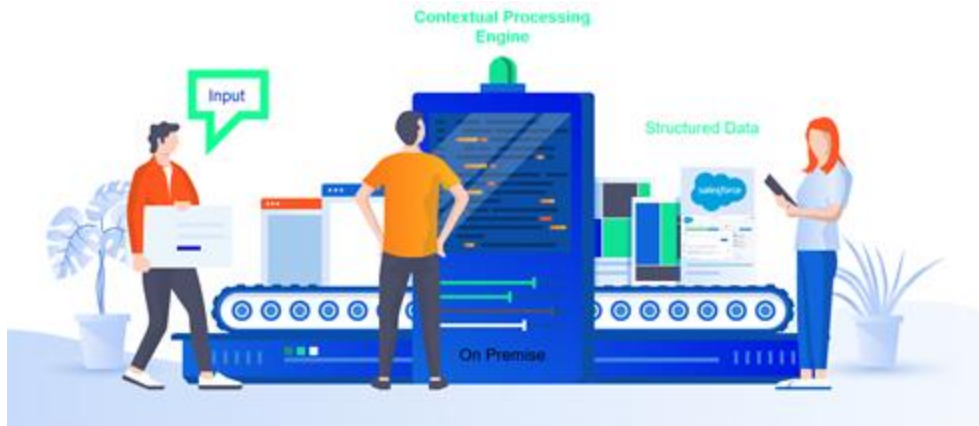 Contextual Processing
Engine
Input
Structured Data
salesforce
On Premise